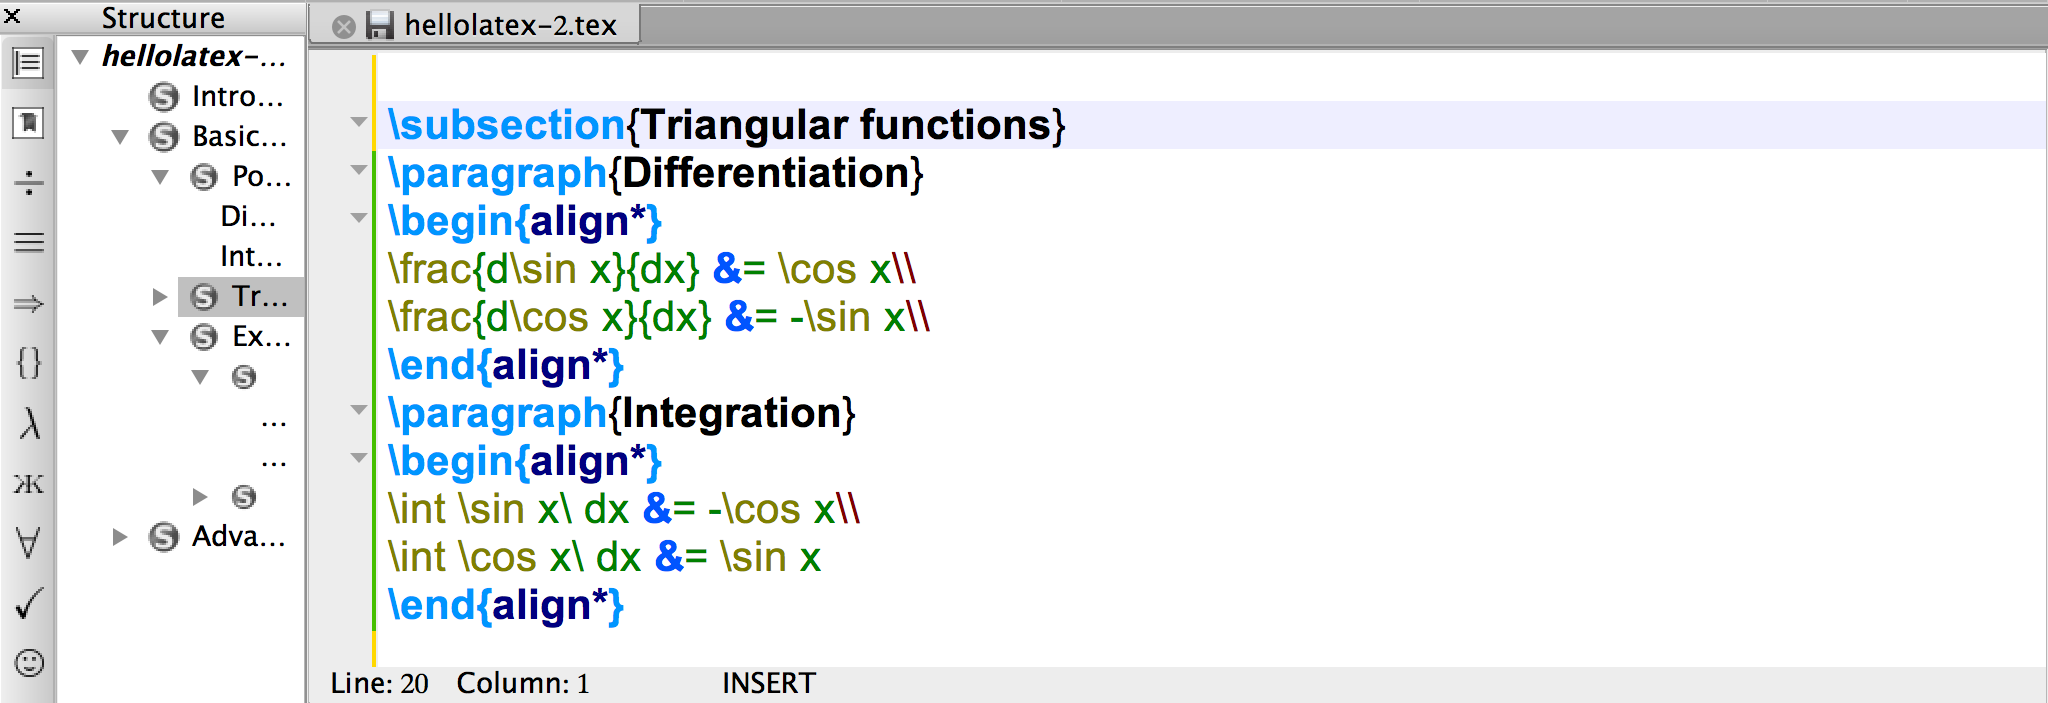 Structure
hellolatex-...
Intro...
Basic...
Po...
Di...
Int...
Tr...
Ex...
...
...
Adva...
hellolatex-2.tex
\subsection{Triangular functions}
\paragraph{Differentiation}
\begin{align*}
\frac{d\sin x}{dx} &= \cos x\\
\frac{d\cos x}{dx} &= -\sin x\\
\end{align*}
\paragraph{Integration}
\begin{align*}
\int \sin x\ dx &= -\cos x\\
\int \cos x\ dx &= \sin x
\end{align*}
Line: 20 Column: 1 INSERT